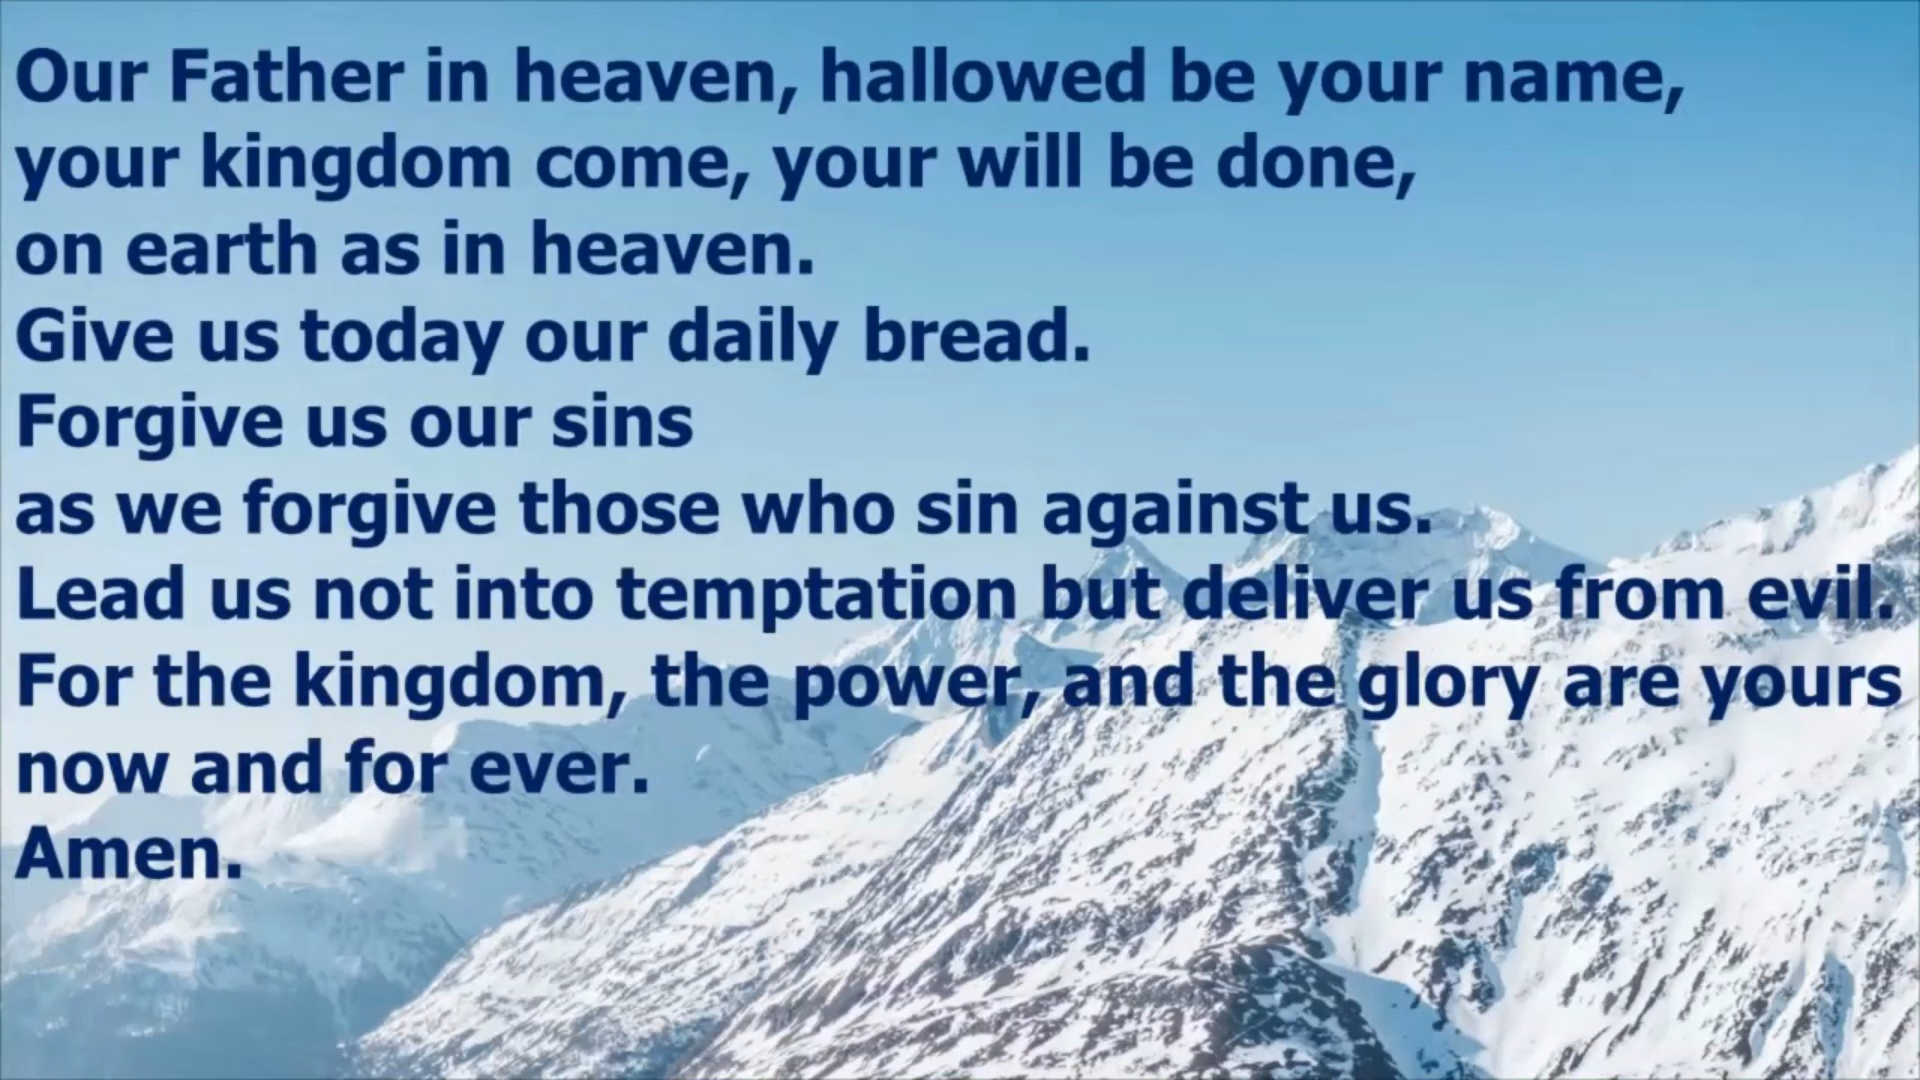 Our Father in heaven, hallowed be your name,
your kingdom come, your will be done,
on earth as in heaven.
Give us today our daily bread.
Forgive us our sins
as we forgive those who sin against us.
Lead us not into temptation but deliver us from evil.
For the kingdom, the power, and the glory are yours
now and for ever.
Amen.